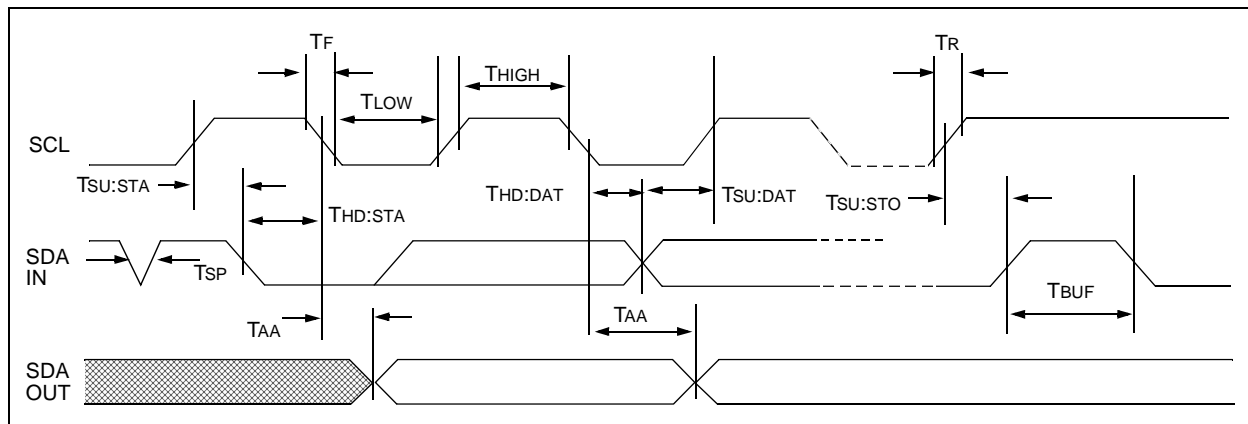 TF
TR
THIGH
TLOW
SCL
TSU:STA
THD:STA
THD:DAT
TSU:DAT
TSU:STO
SDA
IN
TSP
TBUF
TAA
TAA
SDA
OUT